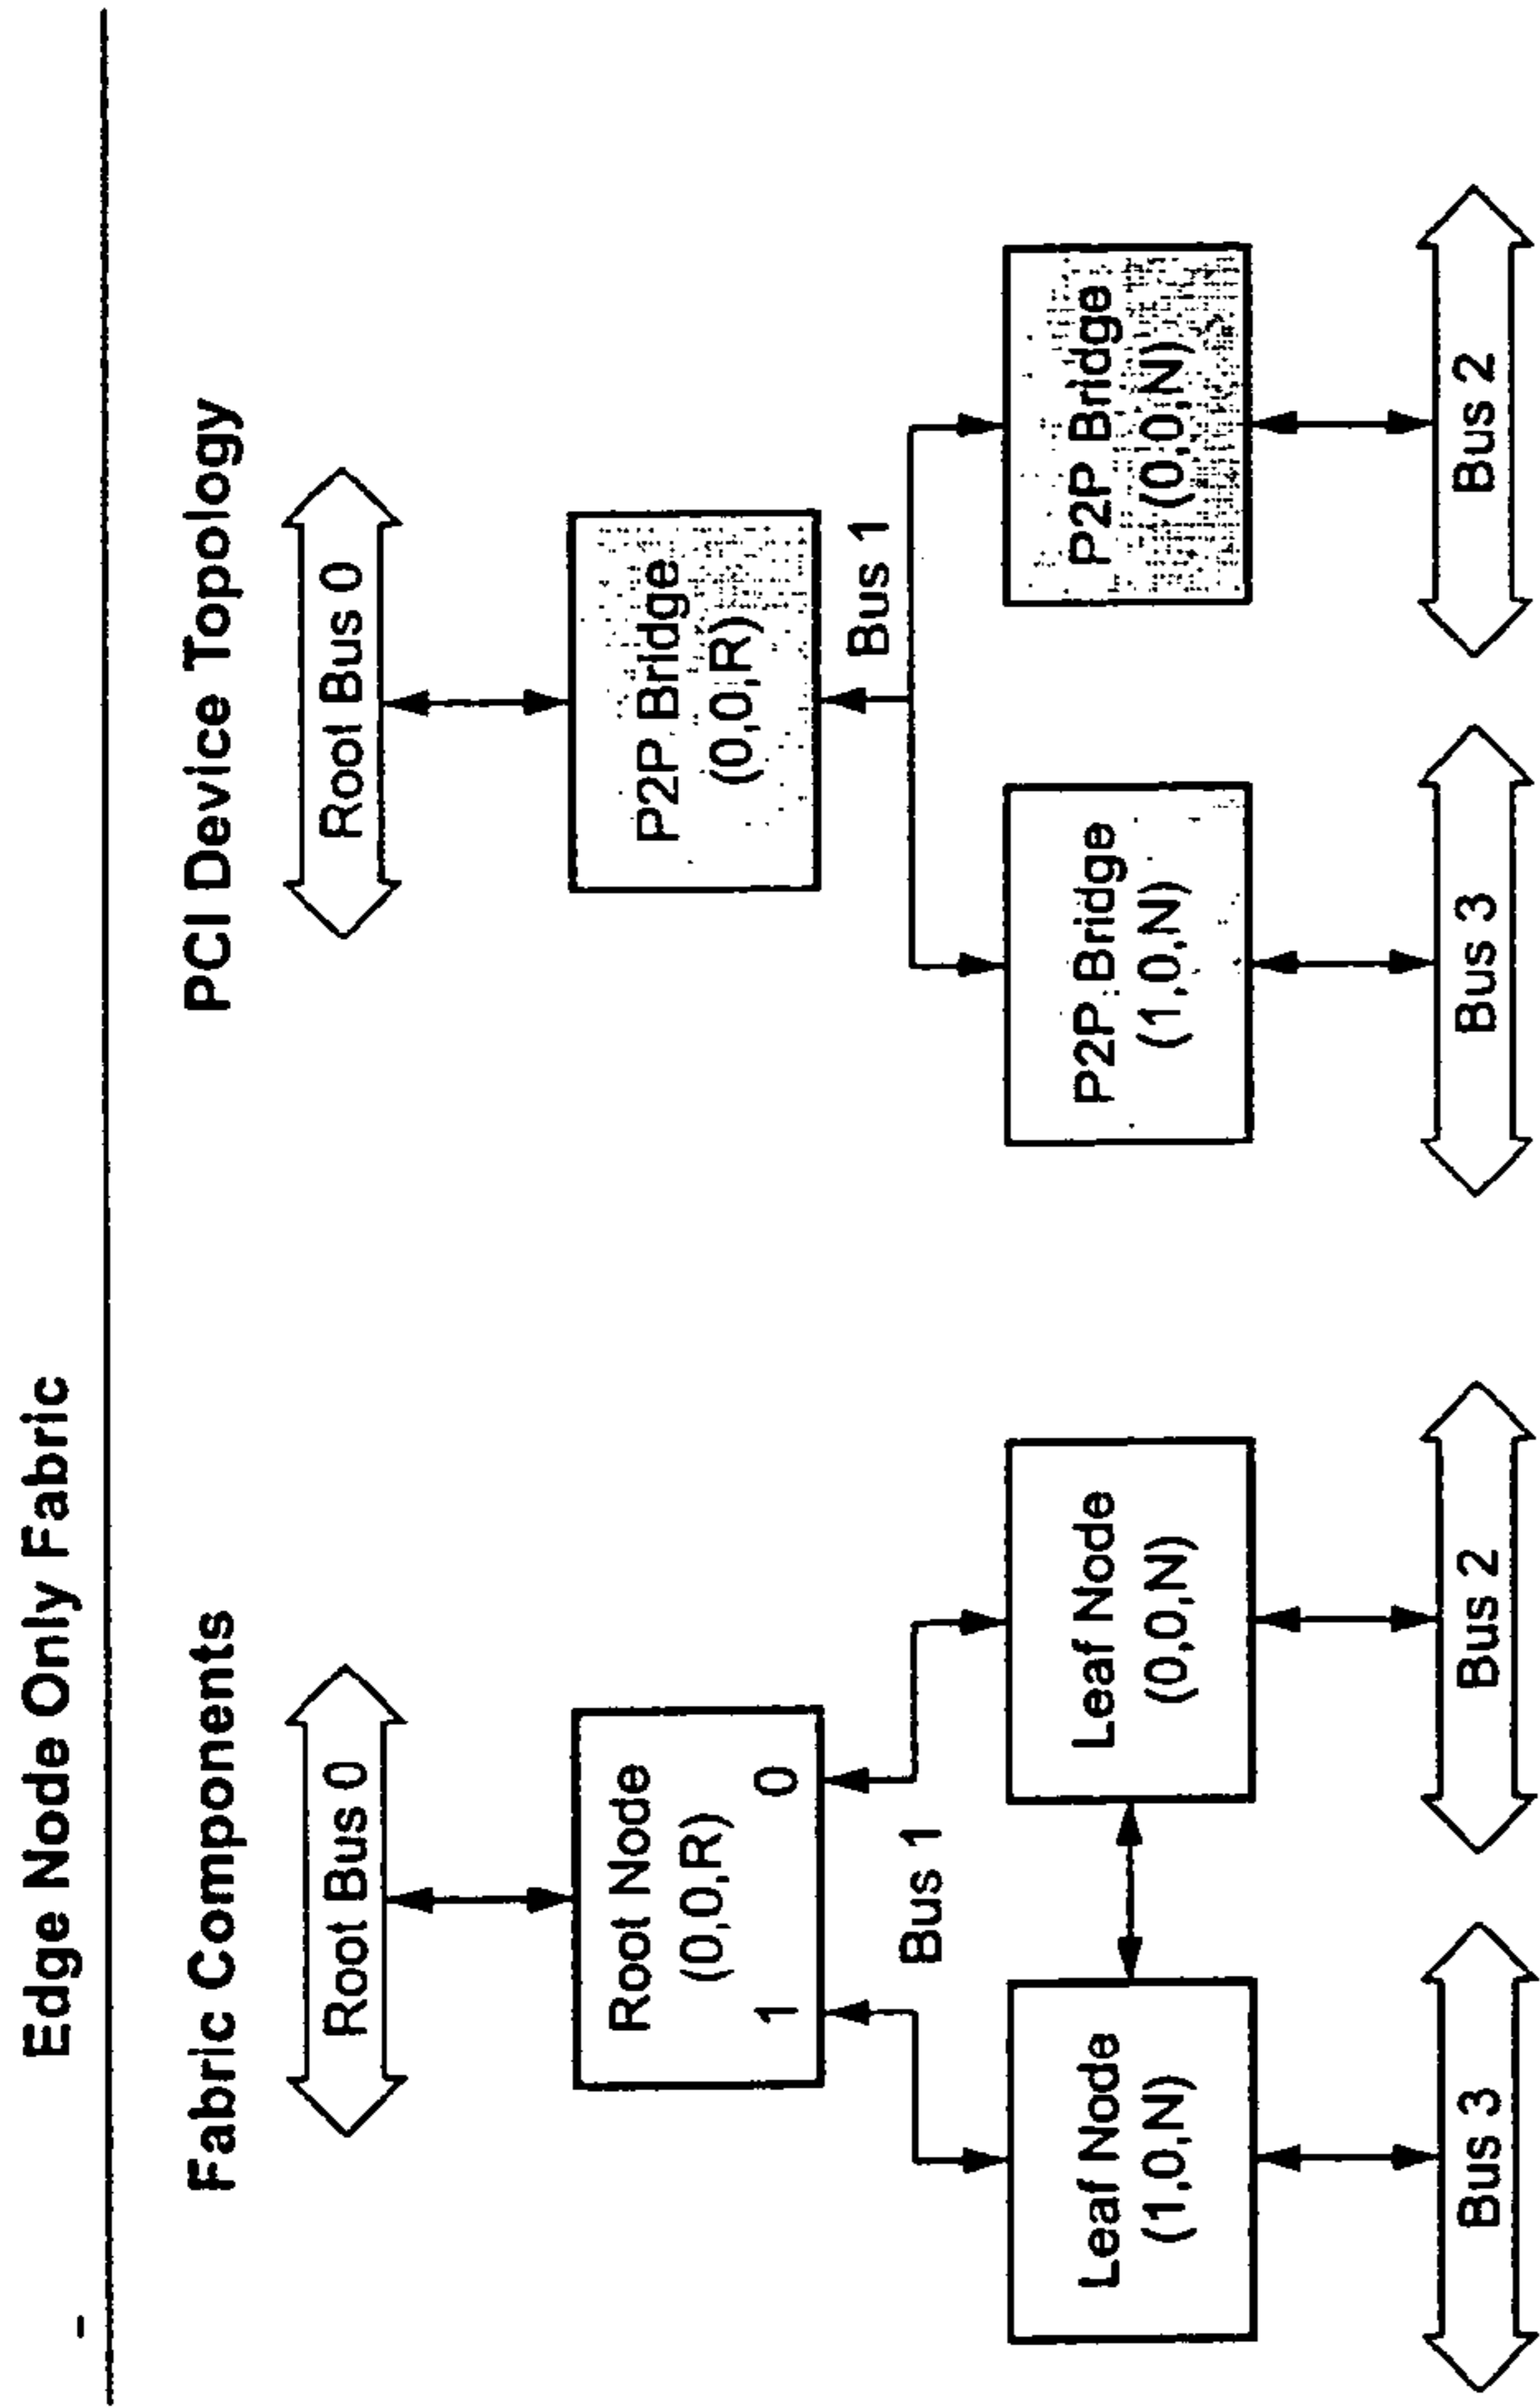 Edge Node Only Fabric
Fabric Components
Root Bus 0
Root Node
(0,0,R)
1
0
Bus 1
Leaf Node
(1,0,N)
Leaf Node
(0,0,N)
Bus 3
Bus 2
PCI Device Topology
Root Bus 0
P2P Bridge
(0,0,R)
Bus 1
P2P Bridge
(1,0,N)
P2P Bridge
(0,0,N)
Bus 3
Bus 2